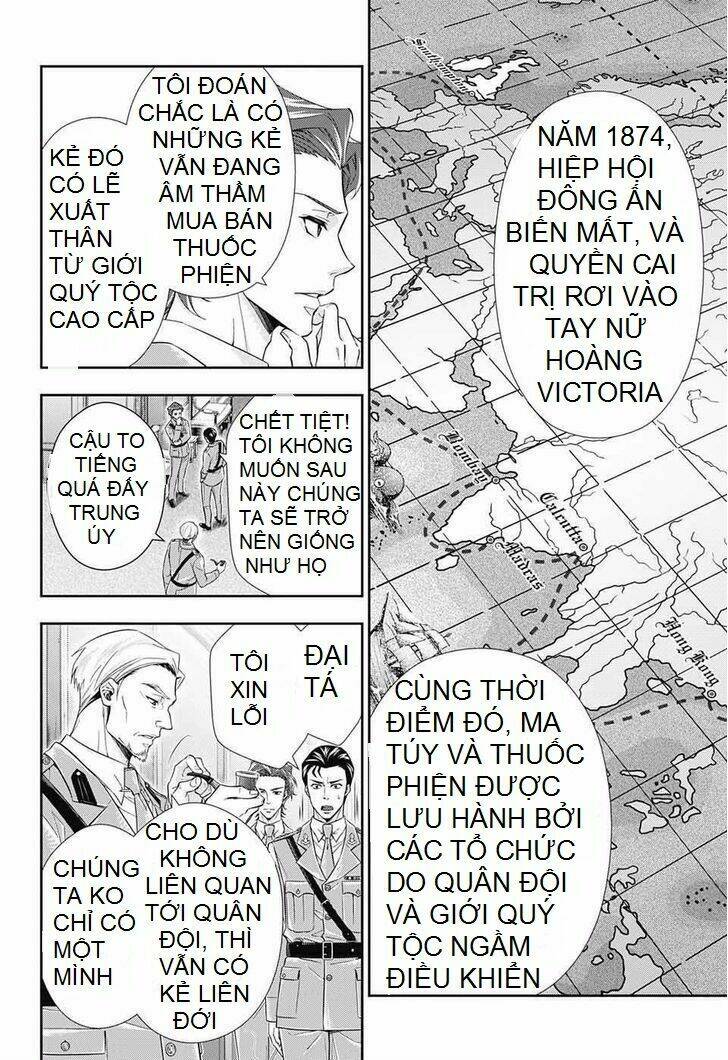 NĂM 1874,
HIỆP HỘI
ĐÔNG ẤN
BIẾN MẤT, VÀ
QUYỀN CAI
TRỊ RƠI VÀO
TAY NỮ
HOÀNG
VICTORIA
Southampton
Bombay
Calcutta
Madras
Hong Kong
CÙNG THỜI
ĐIỂM ĐÓ, MA
TÚY VÀ THUỐC
PHIỆN ĐƯỢC
LƯU HÀNH BỞI
CÁC TỔ CHỨC
DO QUÂN ĐỘI
VÀ GIỚI QUÝ
TỘC NGẦM
ĐIỀU KHIỂN
TÔI ĐOÁN
CHẮC LÀ CÓ
NHỮNG KẺ
VẪN ĐANG
ÂM THẦM
MUA BÁN
THUỐC
PHIỆN
KẺ ĐÓ
CÓ LẼ
XUẤT
THÂN
TỪ GIỚI
QUÝ TỘC
CAO CẤP
CHẾT TIỆT!
TÔI KHÔNG
MUỐN SAU
NÀY CHÚNG
TA SẼ TRỞ
NÊN GIỐNG
NHƯ HỌ
CẬU TO
TIẾNG
QUÁ ĐẤY
TRUNG
ÚY
ĐẠI
TÁ
TÔI
XIN
LỖI
CHO DÙ
KHÔNG
LIÊN QUAN
TỚI QUÂN
ĐỘI, THÌ
VẪN CÓ
KẺ LIÊN
ĐỚI
CHÚNG
TA KO
CHỈ CÓ
MỘT
MÌNH